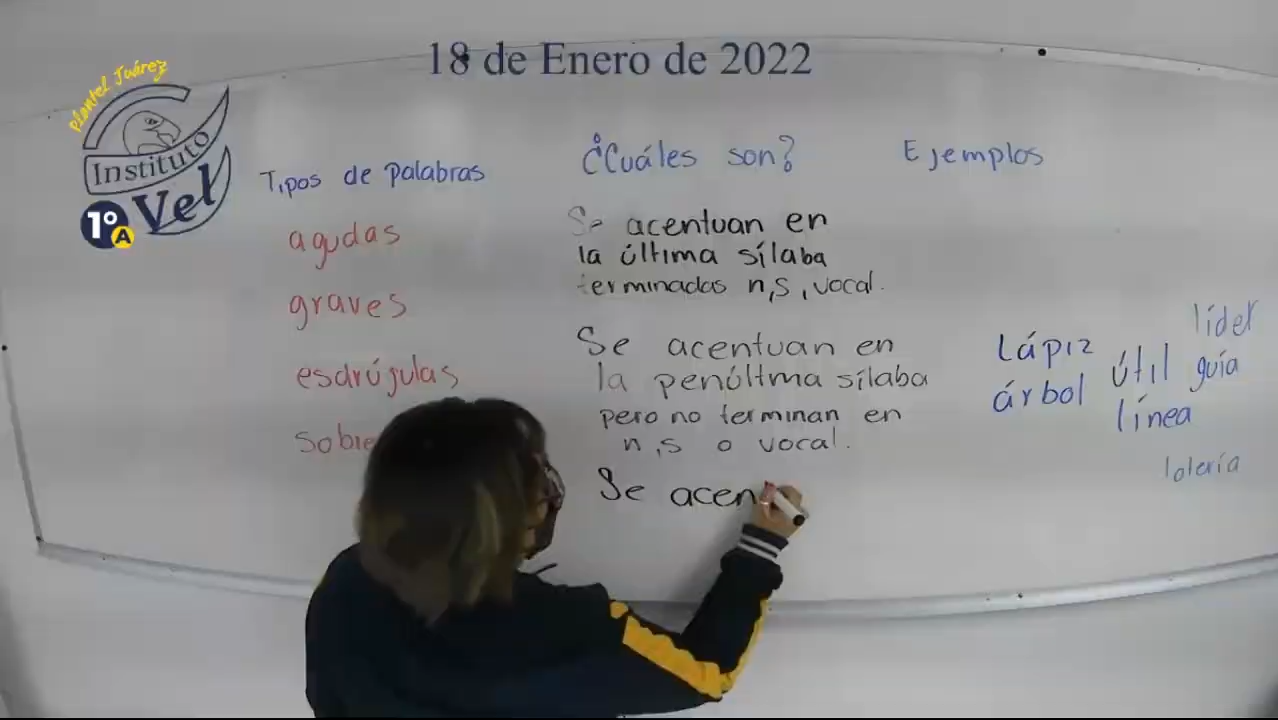 18 de Enero de 2022
Plantel Juárez
Instituto
Vel
1° A
Tipos de palabras
¿Cuáles son?
Ejemplos
agudas
Se acentuan en
la última sílaba
terminadas n,s, vocal.
graves
Se acentuan en
la penúltma sílaba
pero no terminan en
n,s o vocal.
Lápiz
árbol
útil
línea
líder
guía
lolería
esdrújulas
Se acen